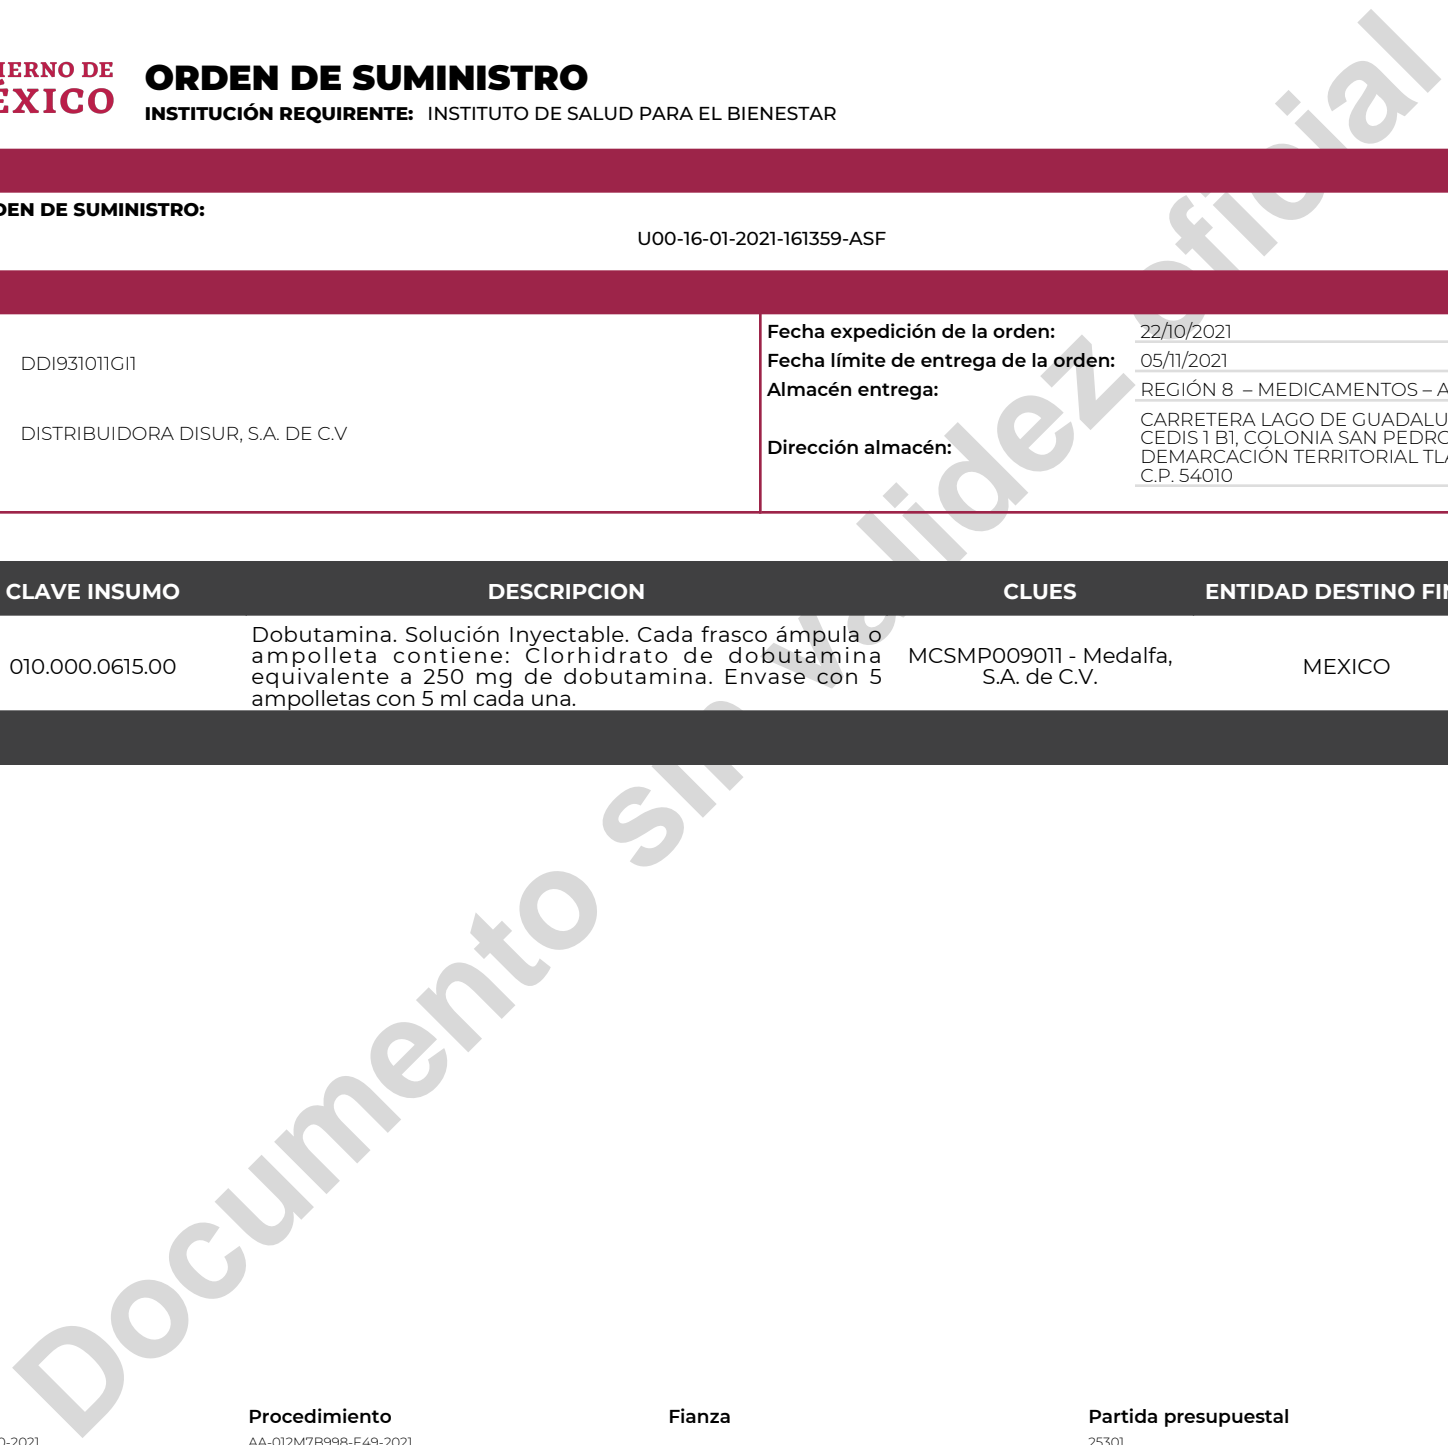 ORDEN DE SUMINISTRO
INSTITUCIÓN REQUIRENTE: INSTITUTO DE SALUD PARA EL BIENESTAR
DE
ÉXICO
DE SUMINISTRO:
U00-16-01-2021-161359-ASF
DDI931011GI1
DISTRIBUIDORA DISUR, S.A. DE C.V
Fecha expedición de la orden: 22/10/2021
Fecha límite de entrega de la orden: 05/11/2021
Almacén entrega: REGIÓN 8 – MEDICAMENTOS – A
Dirección almacén: CARRETERA LAGO DE GUADALU
CEDIS 1 B1, COLONIA SAN PEDRO
DEMARCACIÓN TERRITORIAL TLA
C.P. 54010
CLAVE INSUMO DESCRIPCION CLUES ENTIDAD DESTINO FIN
010.000.0615.00
Dobutamina. Solución Inyectable. Cada frasco ámpula o
ampolleta contiene: Clorhidrato de dobutamina
equivalente a 250 mg de dobutamina. Envase con 5
ampolletas con 5 ml cada una.
MCSMP009011 - Medalfa,
S.A. de C.V.
MEXICO
Documento sin validez oficial
Procedimiento Fianza Partida presupuestal
-2021 AA-012M7B998-E49-2021 25301